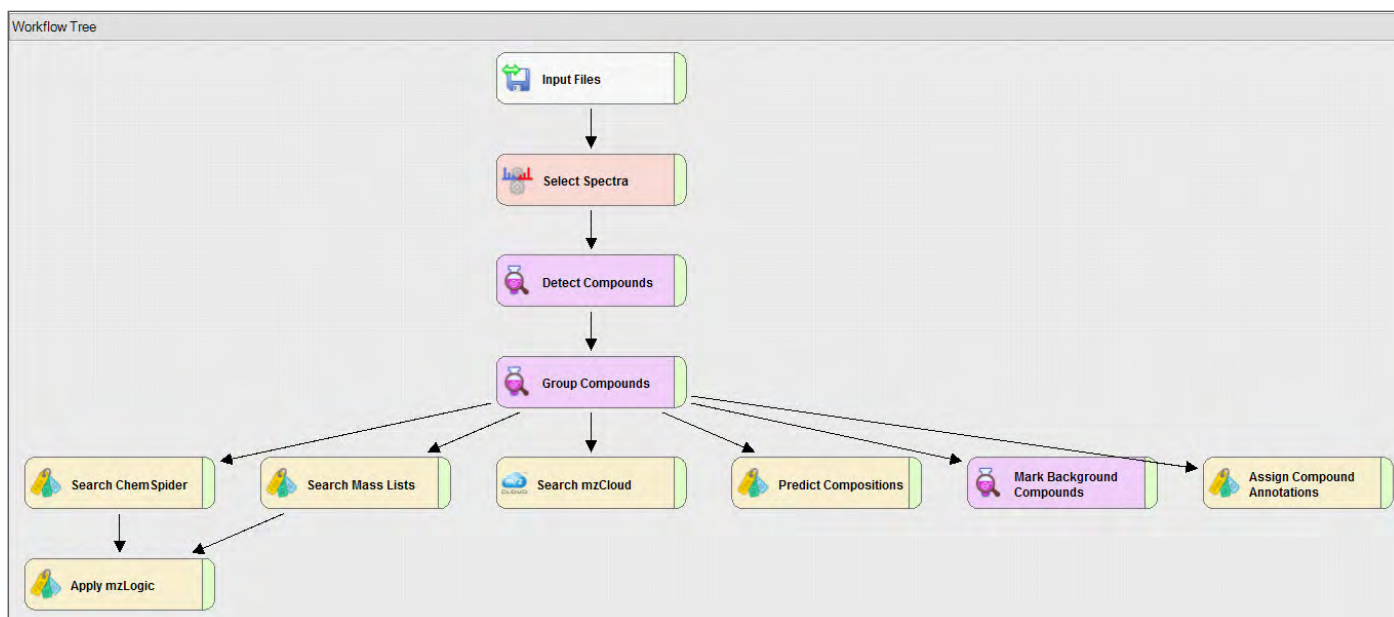 Workflow Tree
Input Files
Select Spectra
Detect Compounds
Group Compounds
Search ChemSpider
Search Mass Lists
CLOUD
Search mzCloud
Predict Compositions
Mark Background
Compounds
Assign Compound
Annotations
Apply mzLogic